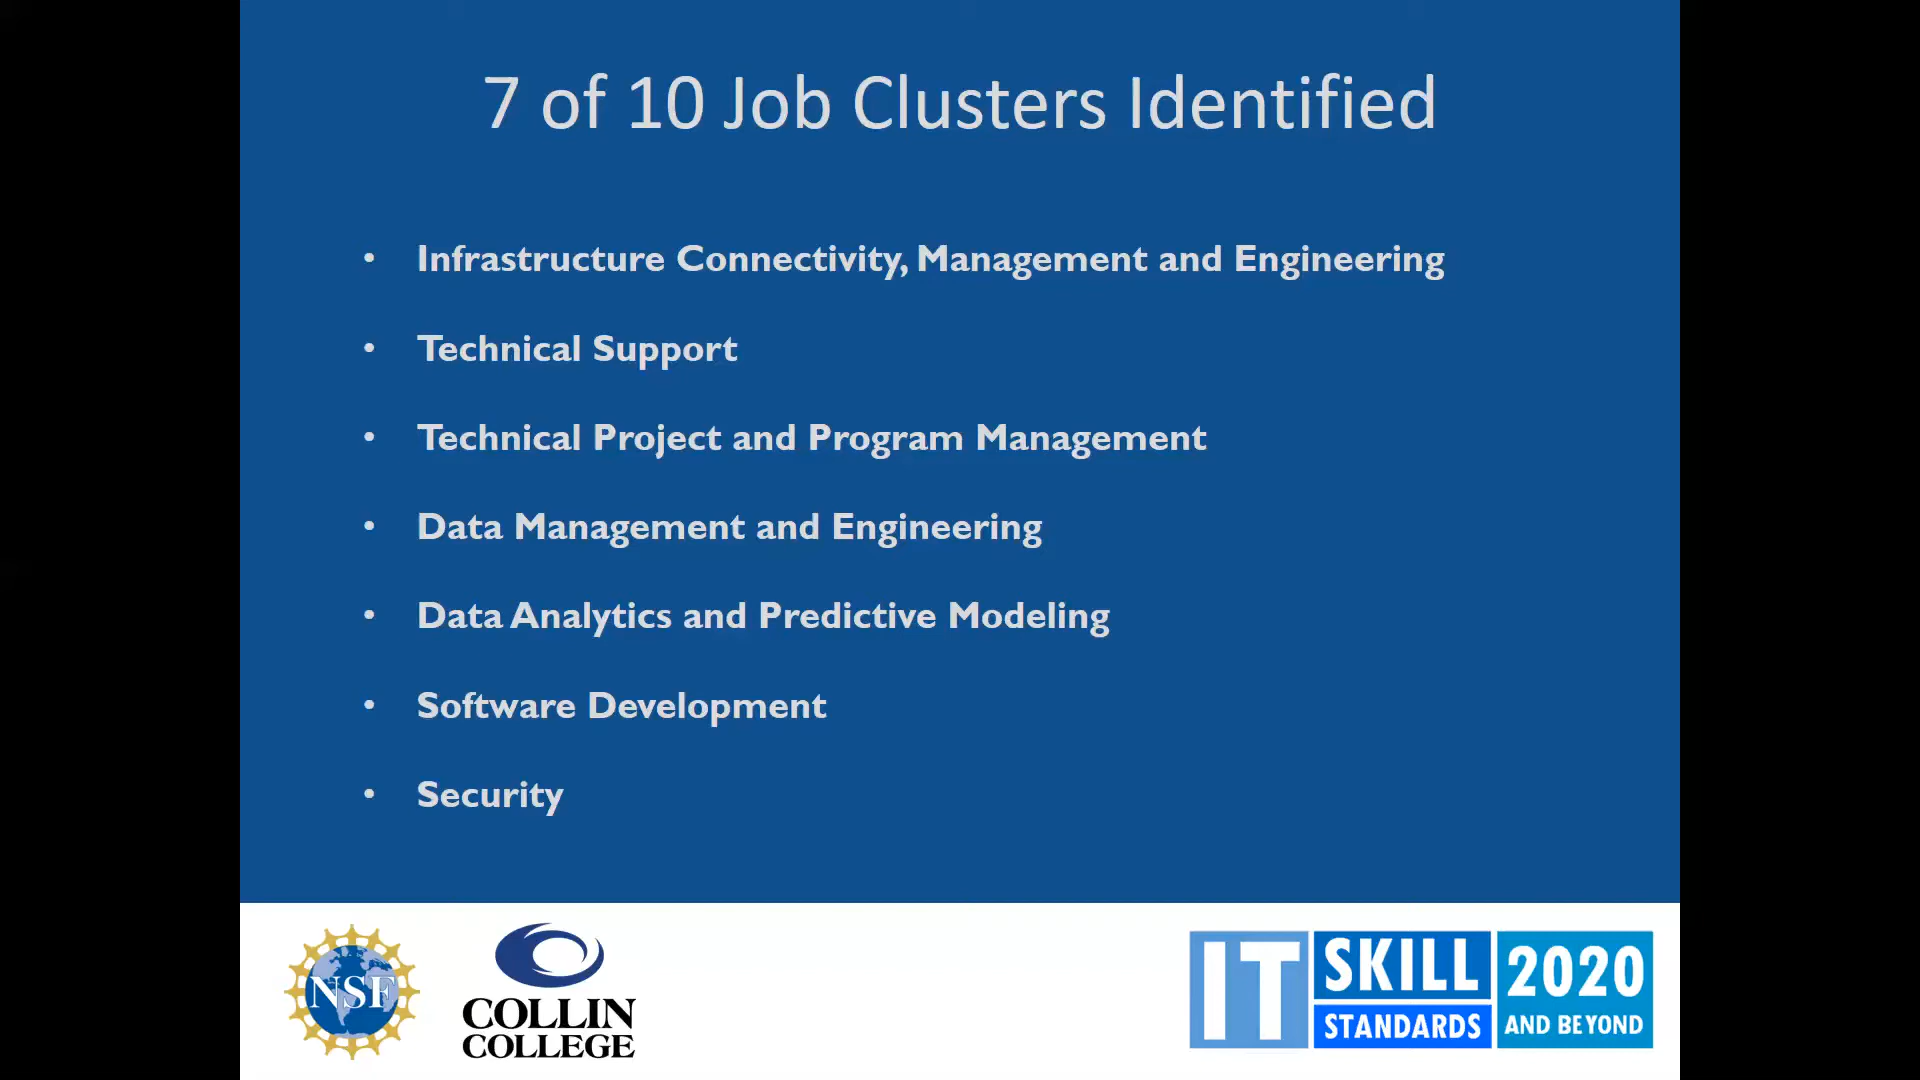 7 of 10 Job Clusters Identified
• Infrastructure Connectivity, Management and Engineering
• Technical Support
• Technical Project and Program Management
• Data Management and Engineering
• Data Analytics and Predictive Modeling
• Software Development
• Security
NSF
COLLIN
COLLEGE
IT SKILL
STANDARDS
2020
AND BEYOND